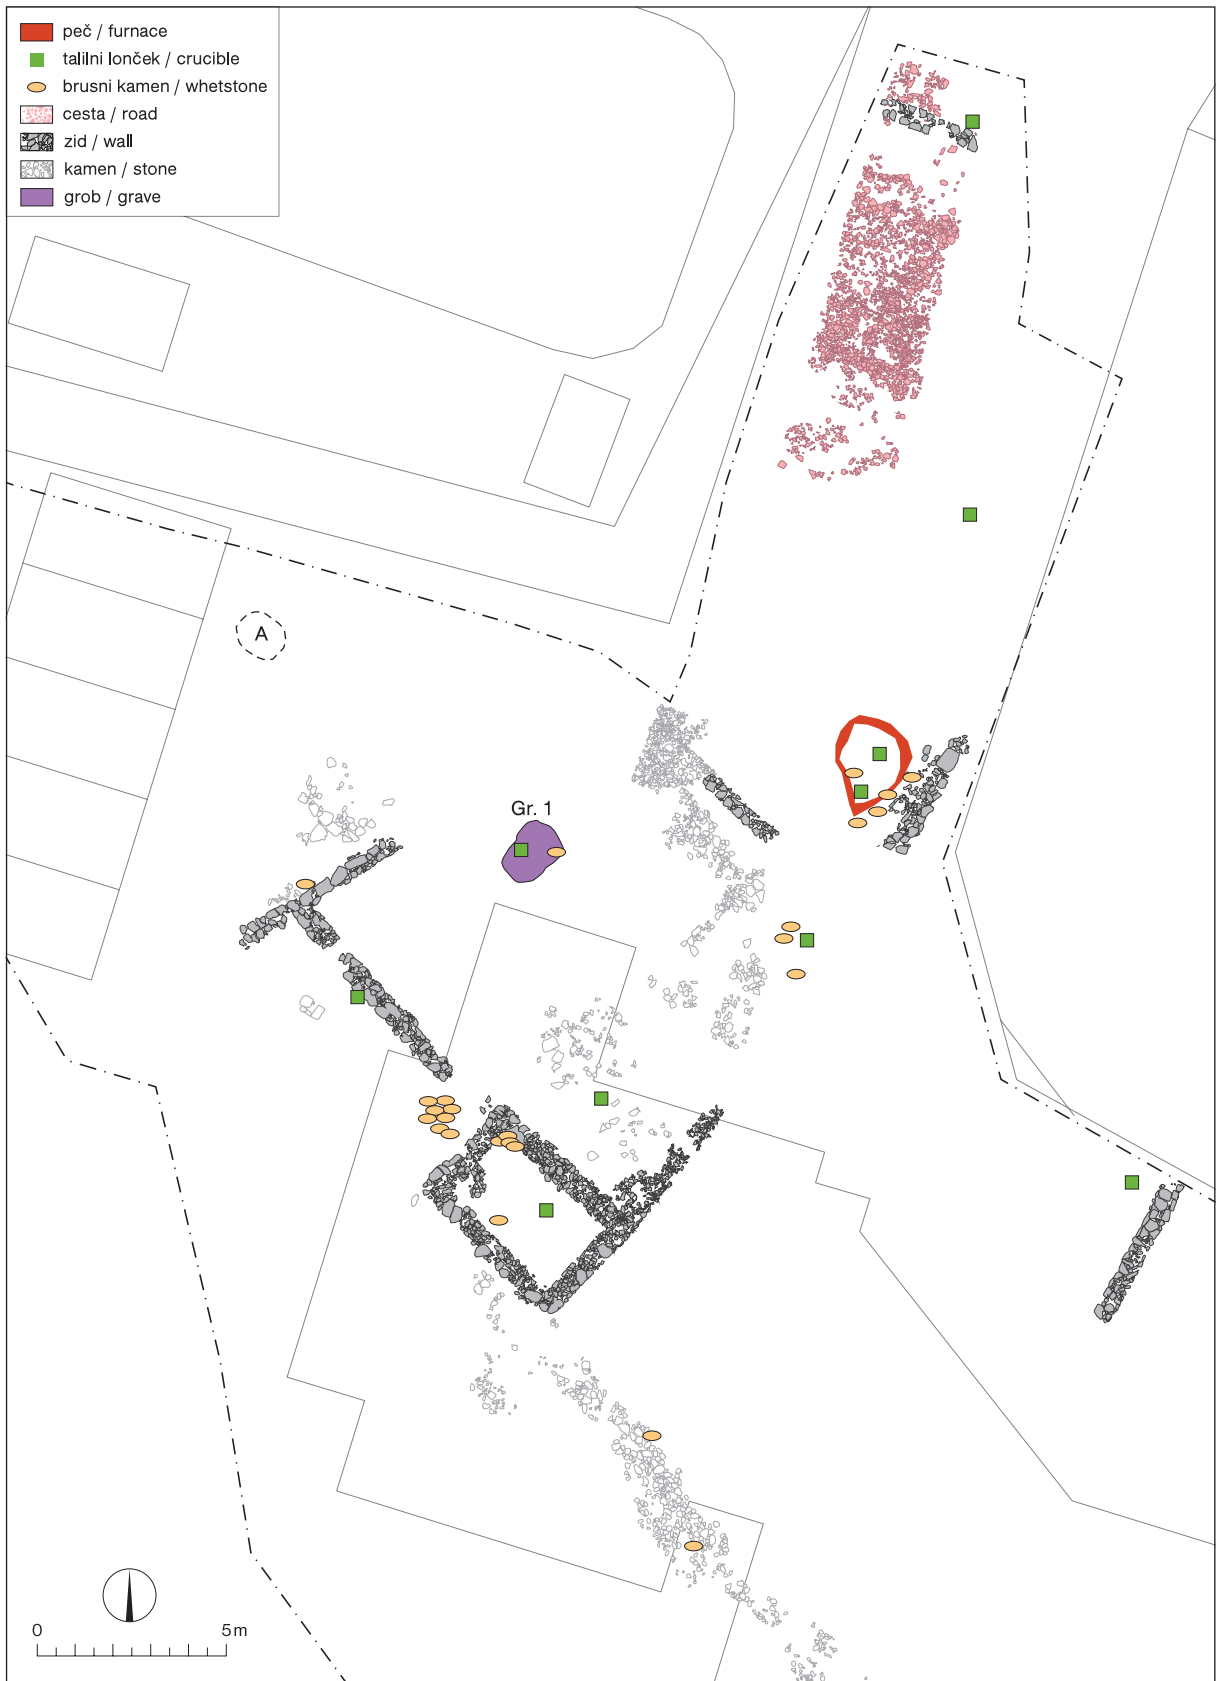 peč / furnace
talilni lonček / crucible
brusni kamen / whetstone
cesta / road
zid / wall
kamen / stone
grob / grave
A
Gr. 1
0 5 m